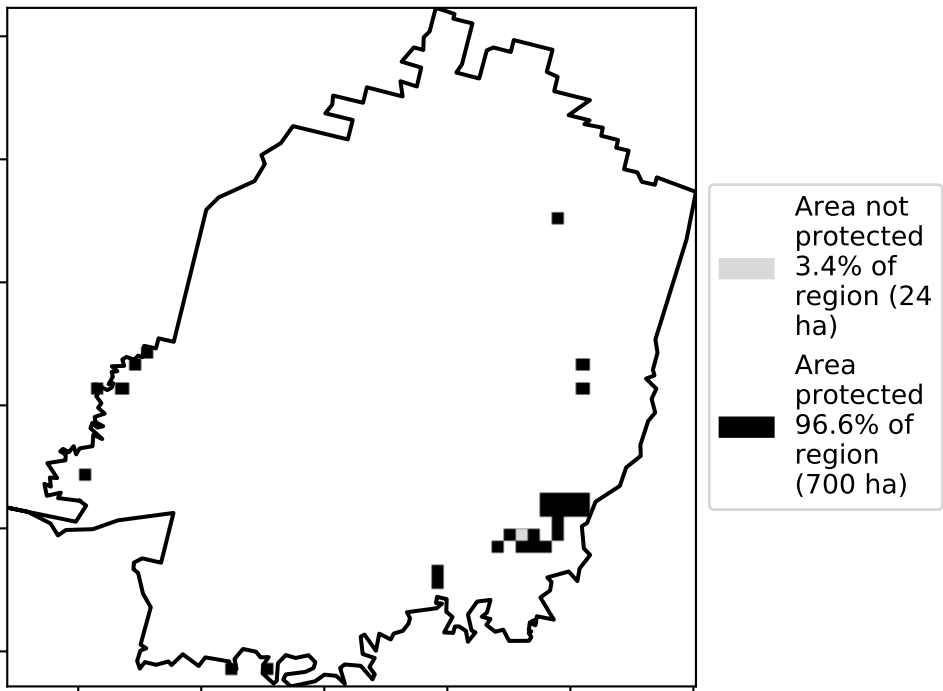 Area not
protected
3.4% of
region (24
ha)
Area
protected
96.6% of
region
(700 ha)